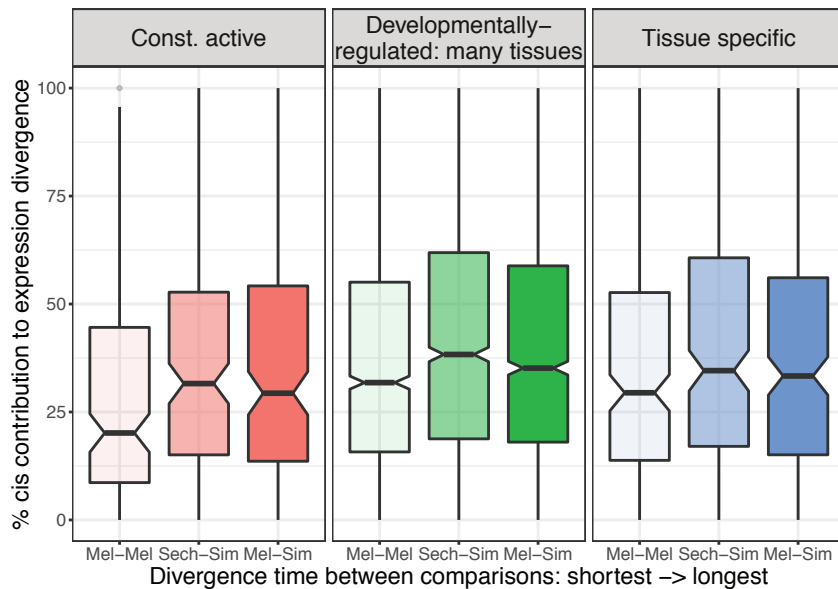 Const. active
Developmentally−
regulated: many tissues
Tissue specific
% cis contribution to expression divergence
100
75
50
25
0
Mel−Mel Sech−Sim Mel−Sim
Mel−Mel Sech−Sim Mel−Sim
Mel−Mel Sech−Sim Mel−Sim
Divergence time between comparisons: shortest −> longest